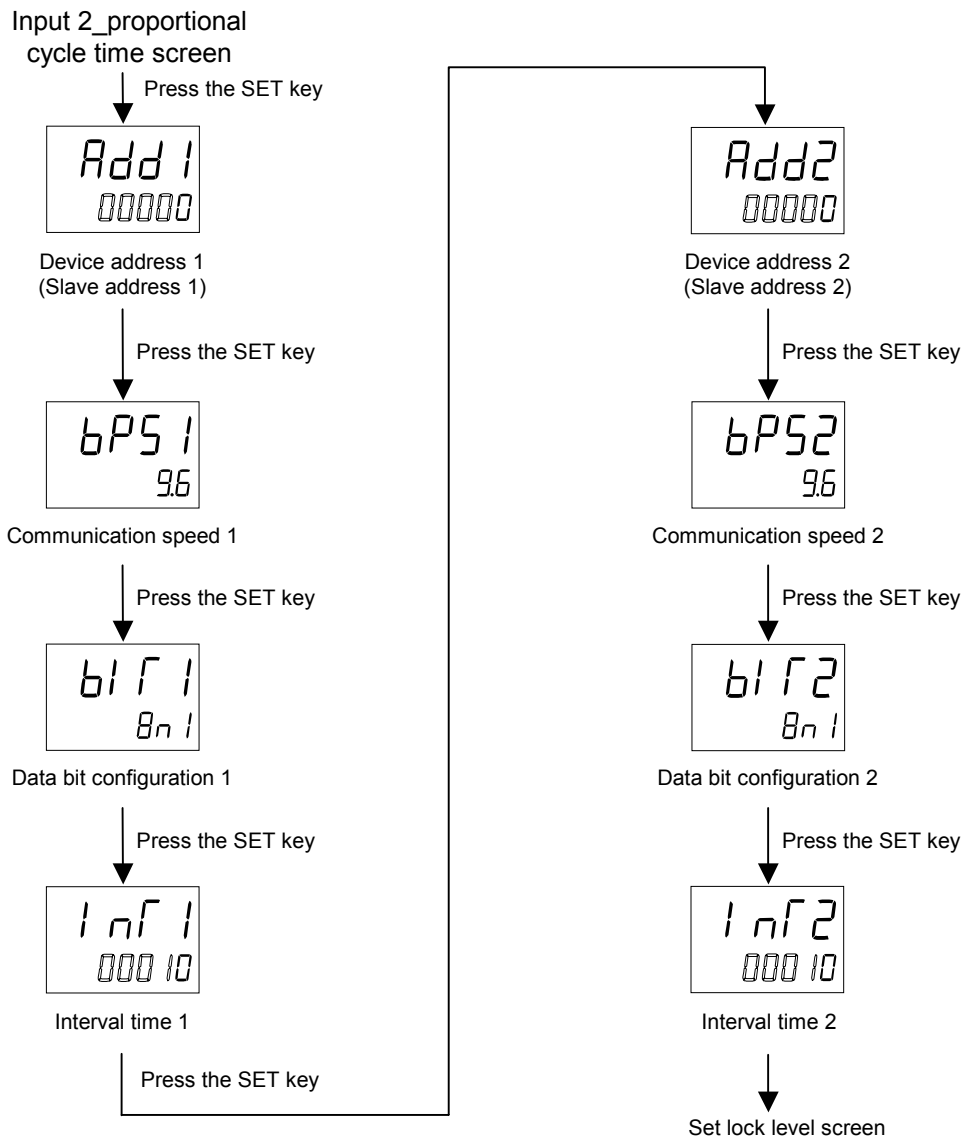 Input 2_proportional
cycle time screen
Press the SET key
Add1
00000
Device address 1
(Slave address 1)
Press the SET key
bPS1
9.6
Communication speed 1
Press the SET key
bIT1
8n1
Data bit configuration 1
Press the SET key
InT1
00010
Interval time 1
Press the SET key
Add2
00000
Device address 2
(Slave address 2)
Press the SET key
bPS2
9.6
Communication speed 2
Press the SET key
bIT2
8n1
Data bit configuration 2
Press the SET key
InT2
00010
Interval time 2
Set lock level screen